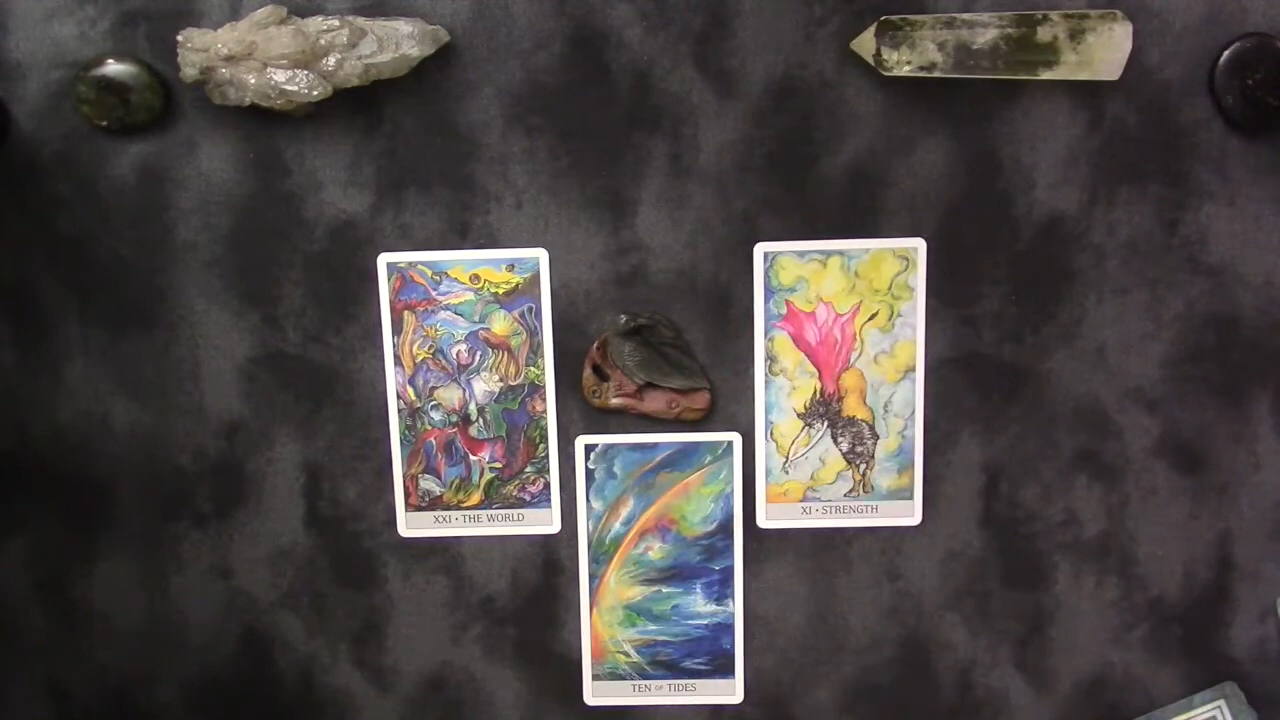 XXI • THE WORLD
XI • STRENGTH
TEN OF TIDES